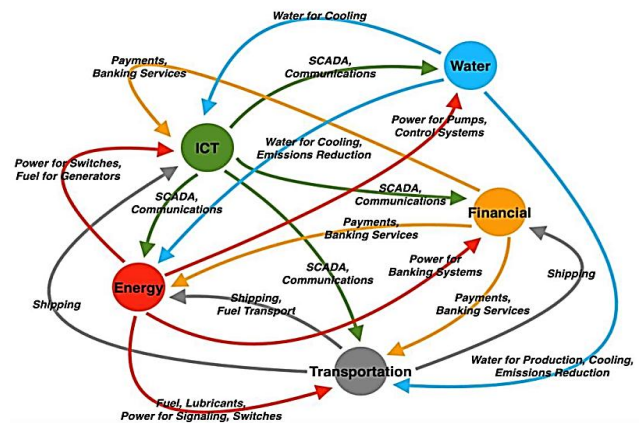 Water for Cooling
Payments,
Banking Services
SCADA,
Communications
Water
Power for Pumps,
Control Systems
ICT
Water for Cooling,
Emissions Reduction
Power for Switches,
Fuel for Generators
SCADA,
Communications
SCADA,
Communications
Financial
Payments,
Banking Services
SCADA,
Communications
Power for
Banking Systems
Shipping
Energy
Shipping
Shipping,
Fuel Transport
Payments,
Banking Services
Transportation
Water for Production, Cooling,
Emissions Reduction
Fuel, Lubricants,
Power for Signaling, Switches